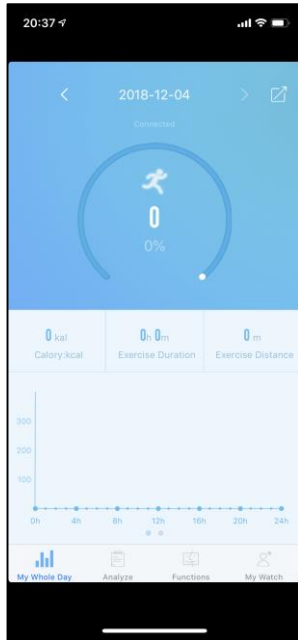 20:37
2018-12-04
Connected
0
0%
0 kal
Calory:kcal
0h 0m
Exercise Duration
0 m
Exercise Distance
300
200
100
0h 4h 8h 12h 16h 20h 24h
My Whole Day Analyze Functions My Watch